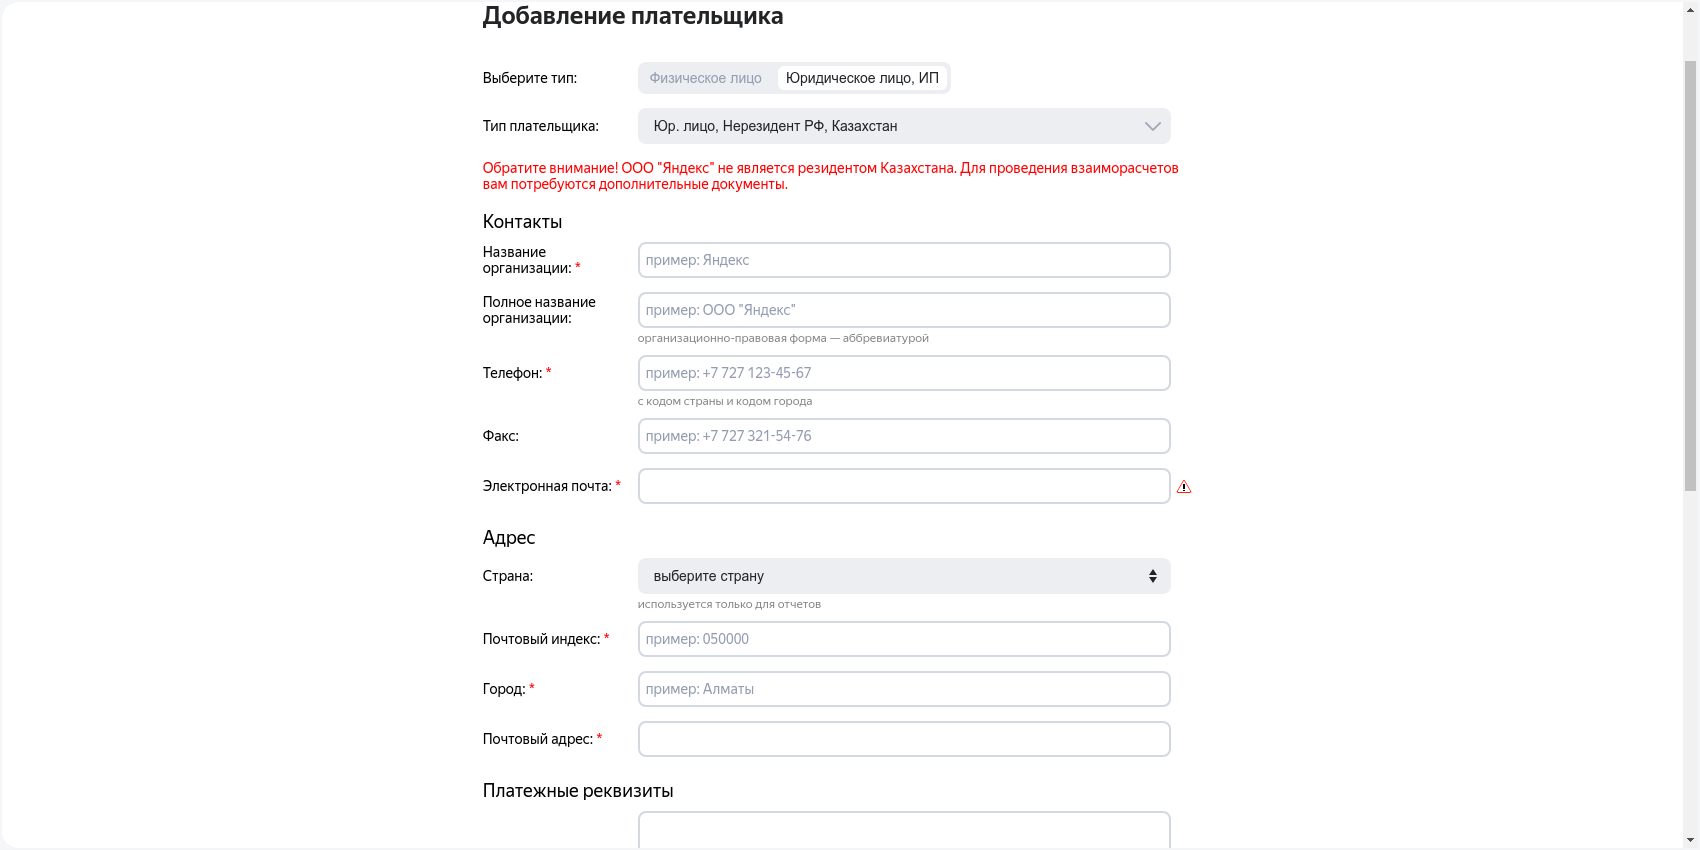 Добавление плательщика
Выберите тип:
Физическое лицо
Юридическое лицо, ИП
Тип плательщика:
Юр. лицо, Нерезидент РФ, Казахстан
Обратите внимание! ООО "Яндекс" не является резидентом Казахстана. Для проведения взаиморасчетов
вам потребуются дополнительные документы.
Контакты
Название
организации: *
пример: Яндекс
Полное название
организации:
пример: ООО "Яндекс"
организационно-правовая форма — аббревиатурой
Телефон: *
пример: +7 727 123-45-67
с кодом страны и кодом города
Факс:
пример: +7 727 321-54-76
Электронная почта: *
Адрес
Страна:
выберите страну
используется только для отчетов
Почтовый индекс: *
пример: 050000
Город: *
пример: Алматы
Почтовый адрес: *
Платежные реквизиты